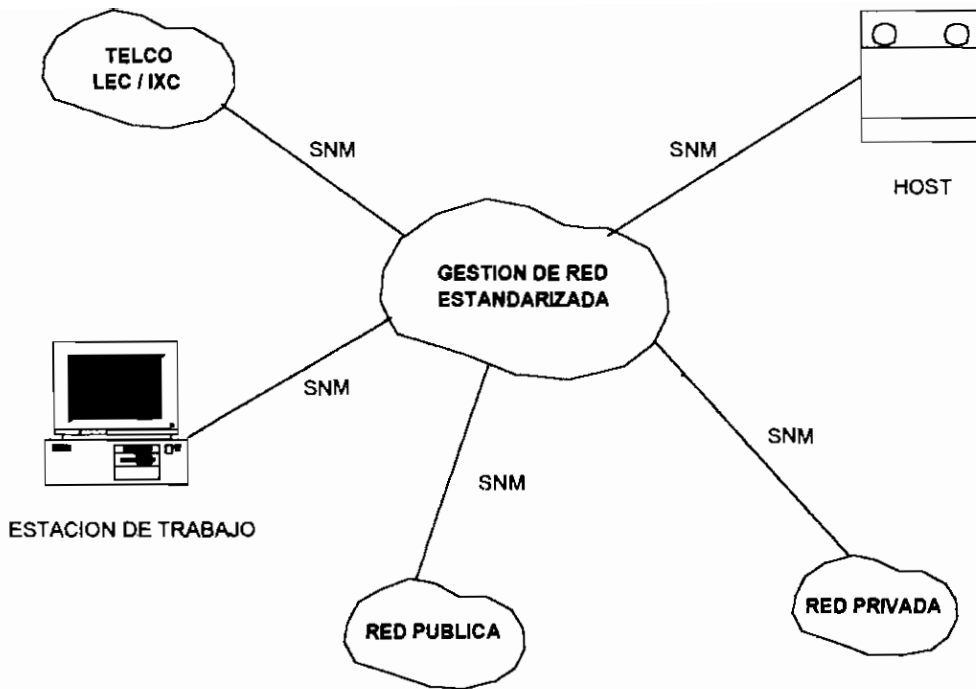 TELCO
LEC / IXC
SNM
SNM
HOST
GESTION DE RED
ESTANDARIZADA
SNM
ESTACION DE TRABAJO
SNM
SNM
RED PUBLICA
RED PRIVADA